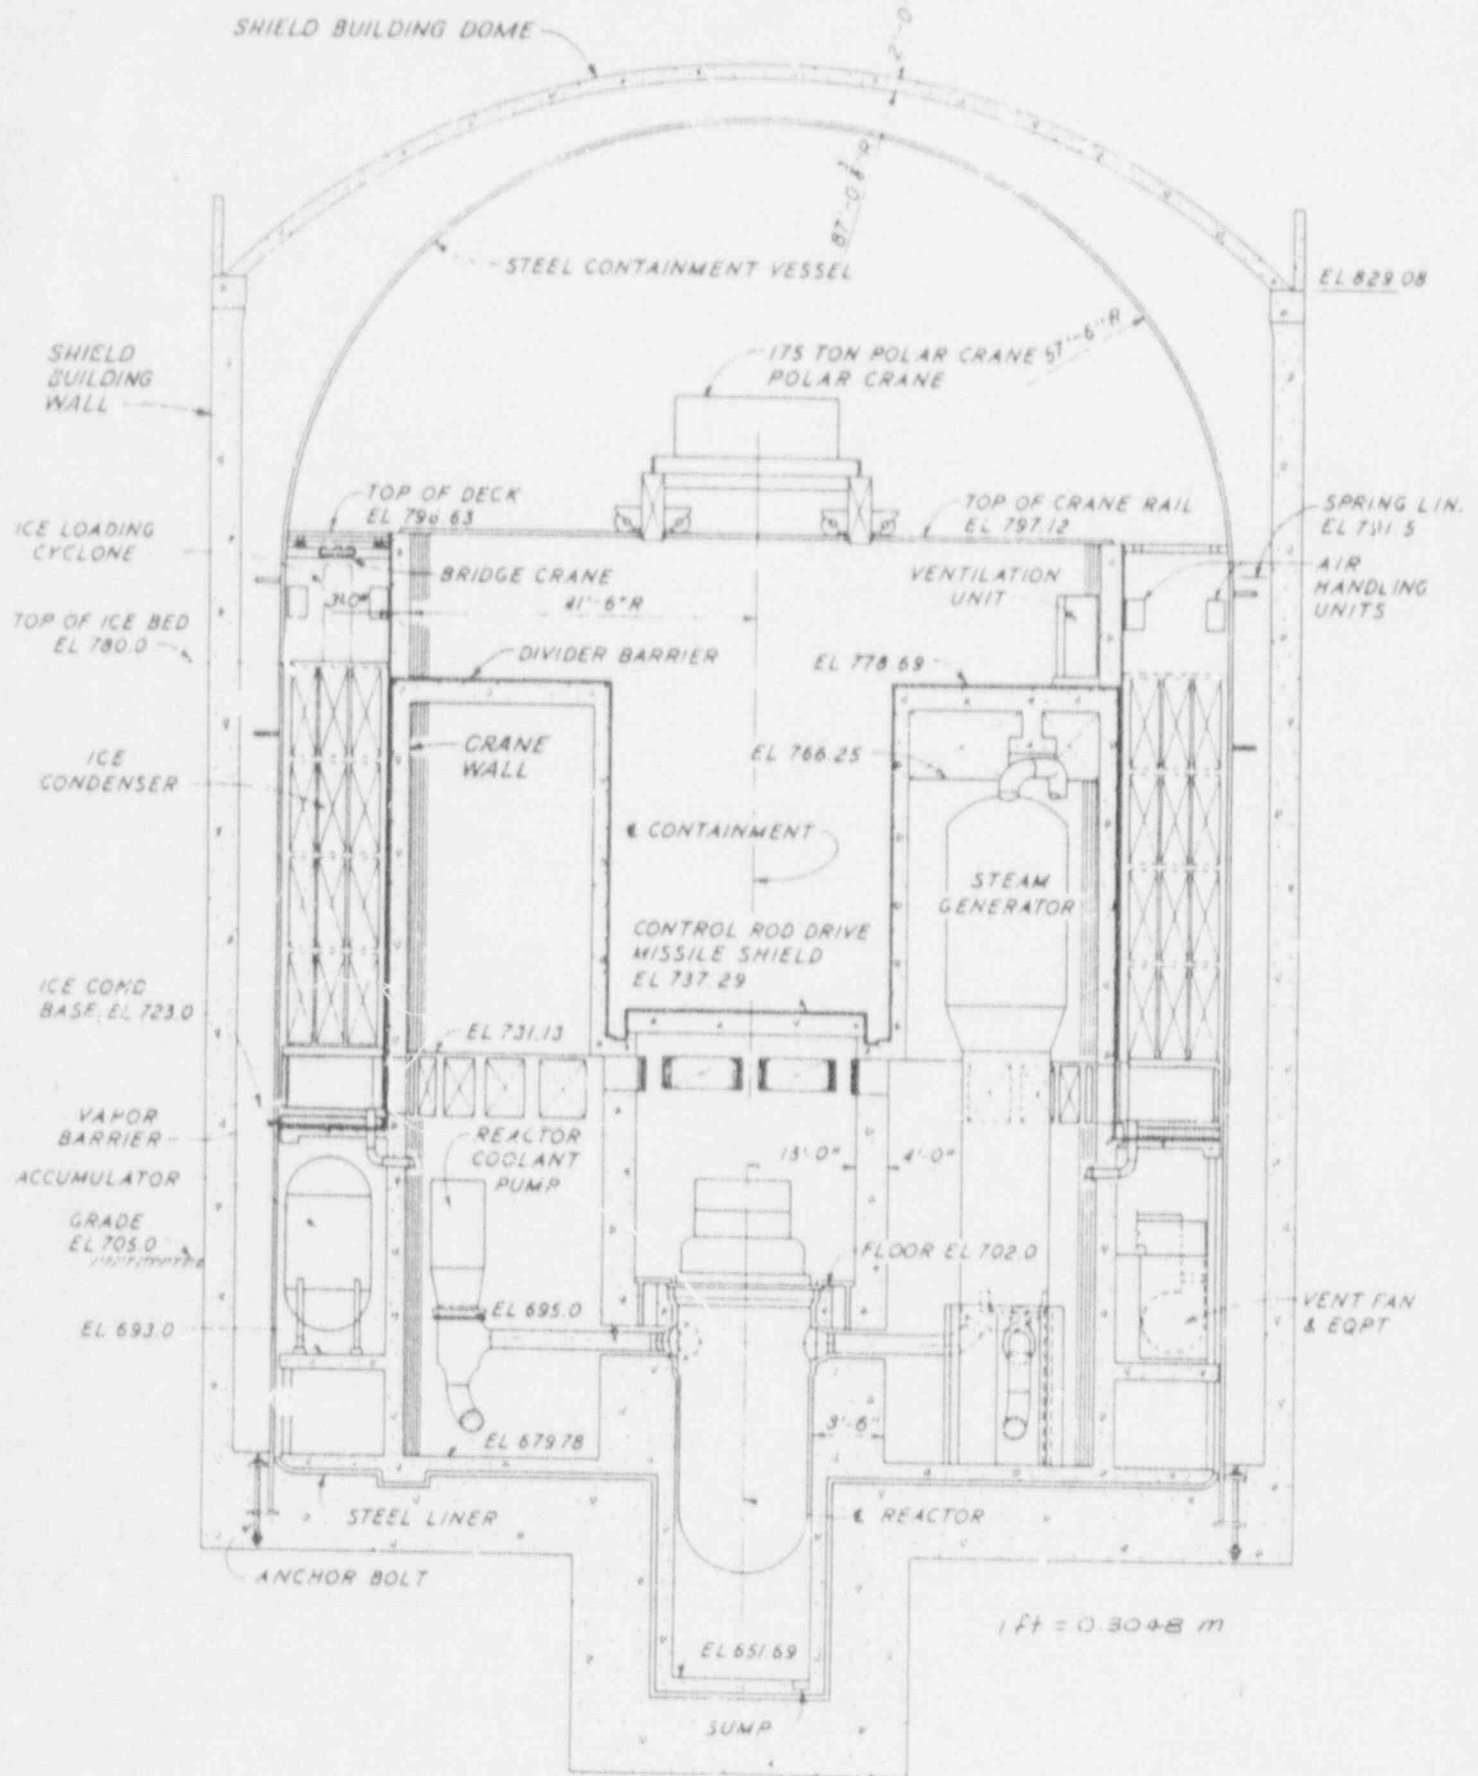 SHIELD BUILDING DOME
2'-0
87'-0
STEEL CONTAINMENT VESSEL
EL 829.08
SHIELD
BUILDING
WALL
175 TON POLAR CRANE
POLAR CRANE
57'-6"R
TOP OF DECK
EL 796.63
TOP OF CRANE RAIL
EL 797.12
SPRING LIN.
ICE LOADING
CYCLONE
BRIDGE CRANE
VENTILATION
UNIT
AIR
HANDLING
UNITS
41'-6"R
TOP OF ICE BED
EL 780.0
DIVIDER BARRIER
EL 778.69
CRANE
WALL
EL 766.25
ICE
CONDENSER
℄ CONTAINMENT
STEAM
GENERATOR
CONTROL ROD DRIVE
MISSILE SHIELD
EL 737.29
ICE COND
BASE, EL 723.0
EL 731.13
VAPOR
BARRIER
REACTOR
COOLANT
PUMP
13'-0"
4'-0"
ACCUMULATOR
GRADE
EL 705.0
FLOOR EL 702.0
EL 695.0
VENT FAN
& EQPT
EL 693.0
3'-6"
EL 679.78
STEEL LINER
℄ REACTOR
ANCHOR BOLT
1 ft = 0.3048 m
EL 651.69
SUMP